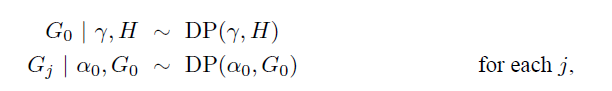 G₀ | γ, H ∼ DP(γ, H)
Gⱼ | α₀, G₀ ∼ DP(α₀, G₀) for each j,